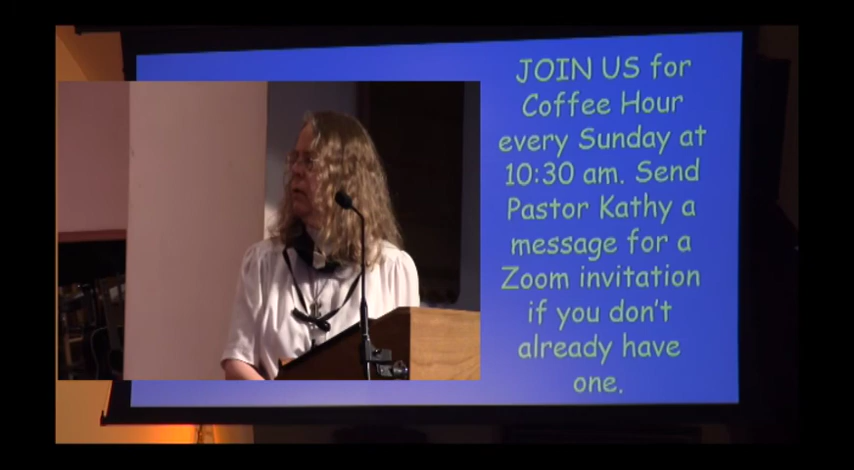 JOIN US for
Coffee Hour
every Sunday at
10:30 am. Send
Pastor Kathy a
message for a
Zoom invitation
if you don't
already have
one.